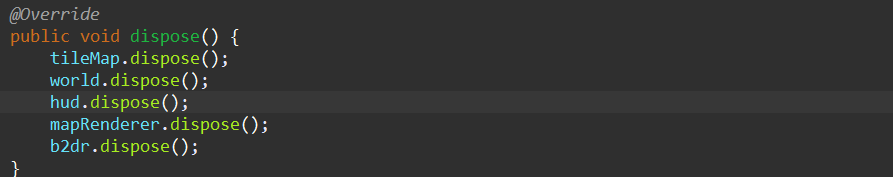 @Override
public void dispose() {
    tileMap.dispose();
    world.dispose();
    hud.dispose();
    mapRenderer.dispose();
    b2dr.dispose();
}